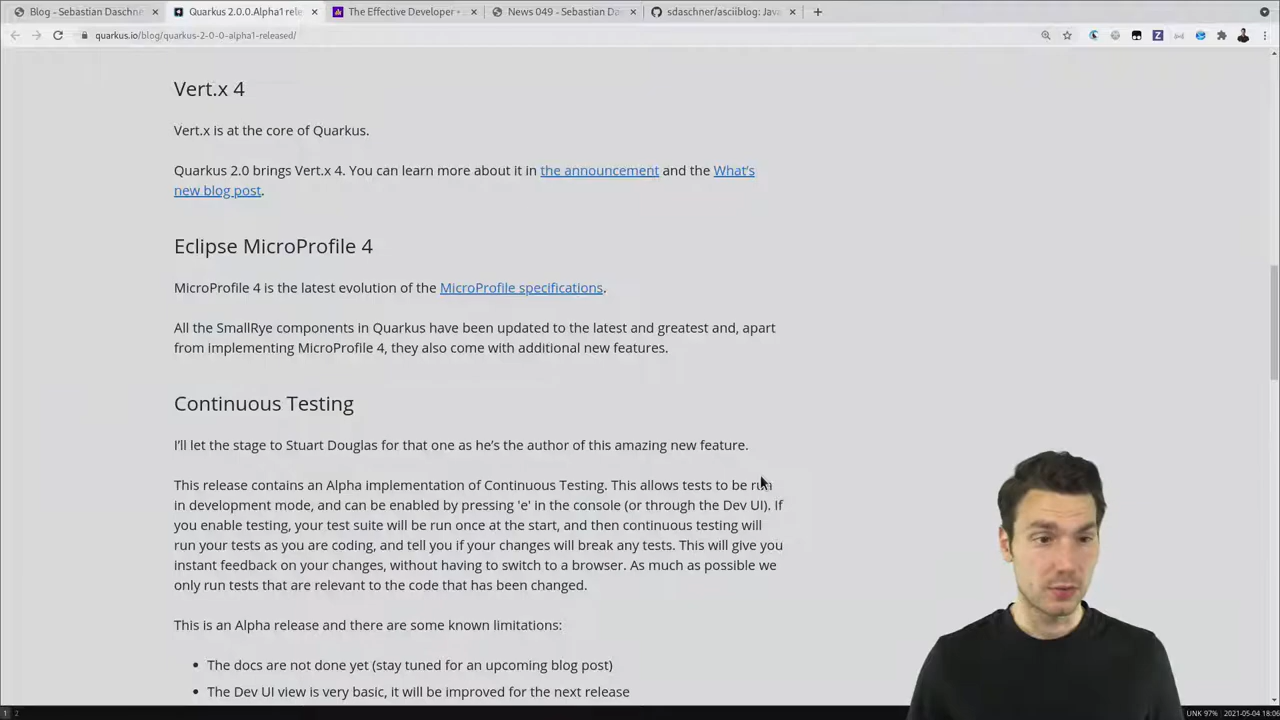 Blog - Sebastian Daschne
Quarkus 2.0.0.Alpha1 rele
The Effective Developer -
News 049 - Sebastian Da
sdaschner/asciiblog: Java
quarkus.io/blog/quarkus-2-0-0-alpha1-released/
Vert.x 4
Vert.x is at the core of Quarkus.
Quarkus 2.0 brings Vert.x 4. You can learn more about it in the announcement and the What's
new blog post.
Eclipse MicroProfile 4
MicroProfile 4 is the latest evolution of the MicroProfile specifications.
All the SmallRye components in Quarkus have been updated to the latest and greatest and, apart
from implementing MicroProfile 4, they also come with additional new features.
Continuous Testing
I'll let the stage to Stuart Douglas for that one as he's the author of this amazing new feature.
This release contains an Alpha implementation of Continuous Testing. This allows tests to be run
in development mode, and can be enabled by pressing 'e' in the console (or through the Dev UI). If
you enable testing, your test suite will be run once at the start, and then continuous testing will
run your tests as you are coding, and tell you if your changes will break any tests. This will give you
instant feedback on your changes, without having to switch to a browser. As much as possible we
only run tests that are relevant to the code that has been changed.
This is an Alpha release and there are some known limitations:
• The docs are not done yet (stay tuned for an upcoming blog post)
• The Dev UI view is very basic, it will be improved for the next release
1 2
UNK 97% 2021-05-04 18:06